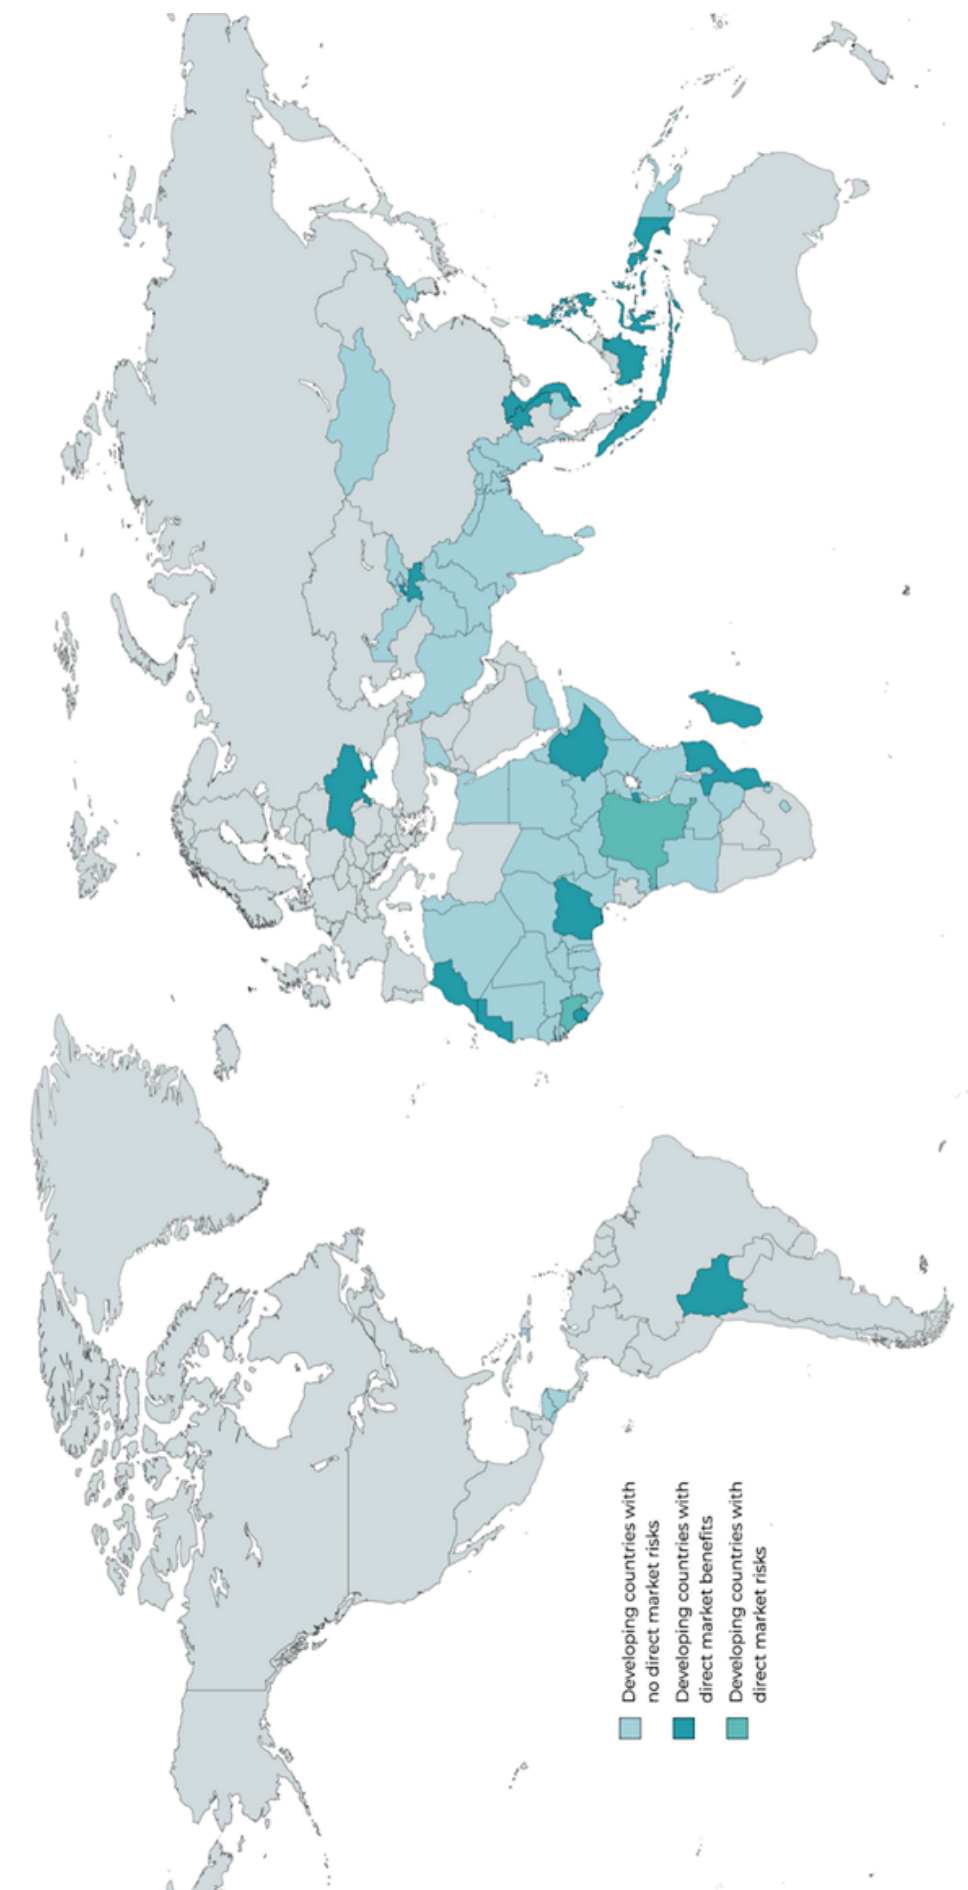 Developing countries with
no direct market risks
Developing countries with
direct market benefits
Developing countries with
direct market risks